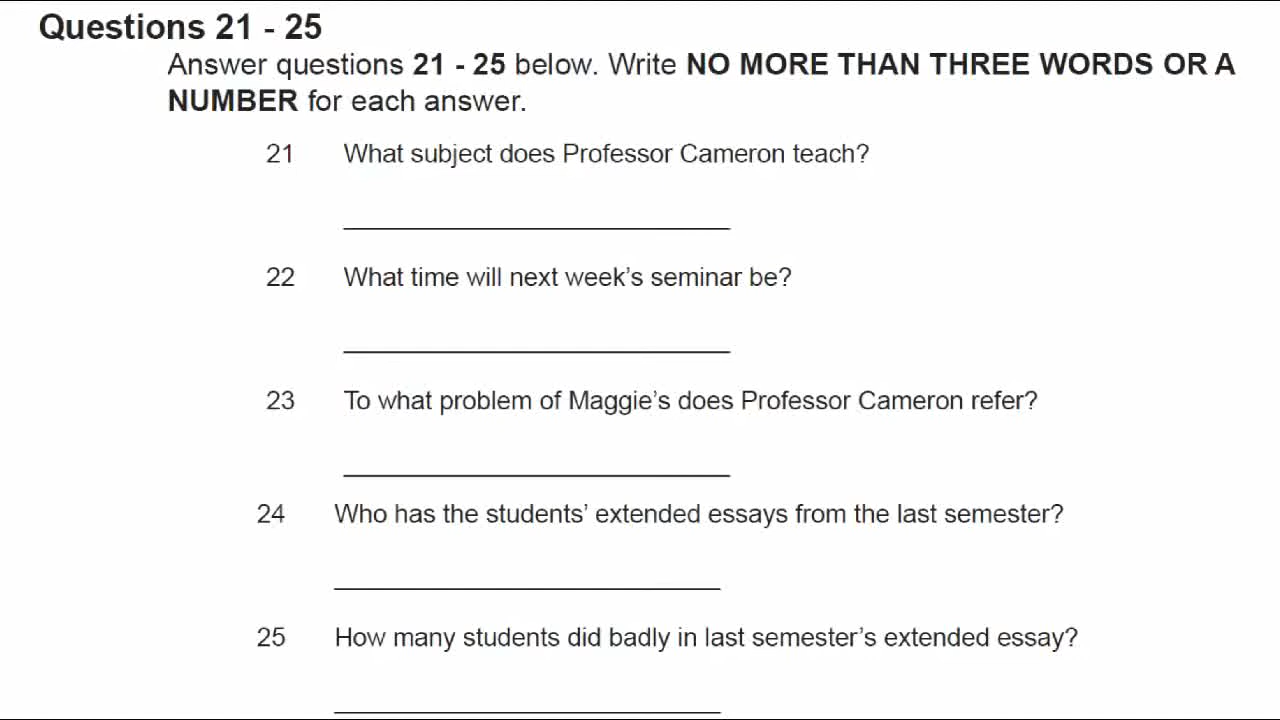 Questions 21 - 25
Answer questions 21 - 25 below. Write NO MORE THAN THREE WORDS OR A
NUMBER for each answer.
21 What subject does Professor Cameron teach?
22 What time will next week’s seminar be?
23 To what problem of Maggie’s does Professor Cameron refer?
24 Who has the students’ extended essays from the last semester?
25 How many students did badly in last semester’s extended essay?